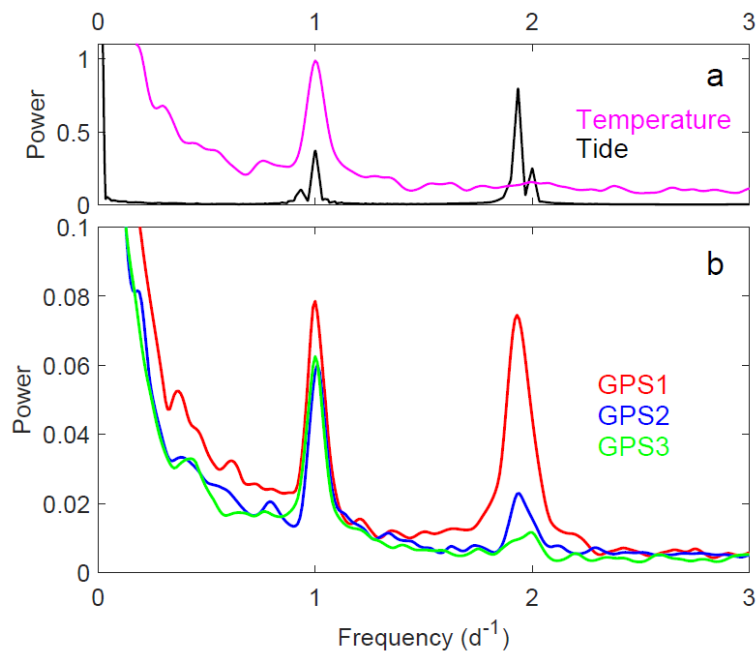 0 1 2 3
1
0.5
0
Power
a
Temperature
Tide
0.1
0.08
0.06
0.04
0.02
0
Power
b
GPS1
GPS2
GPS3
0 1 2 3
Frequency (d⁻¹)